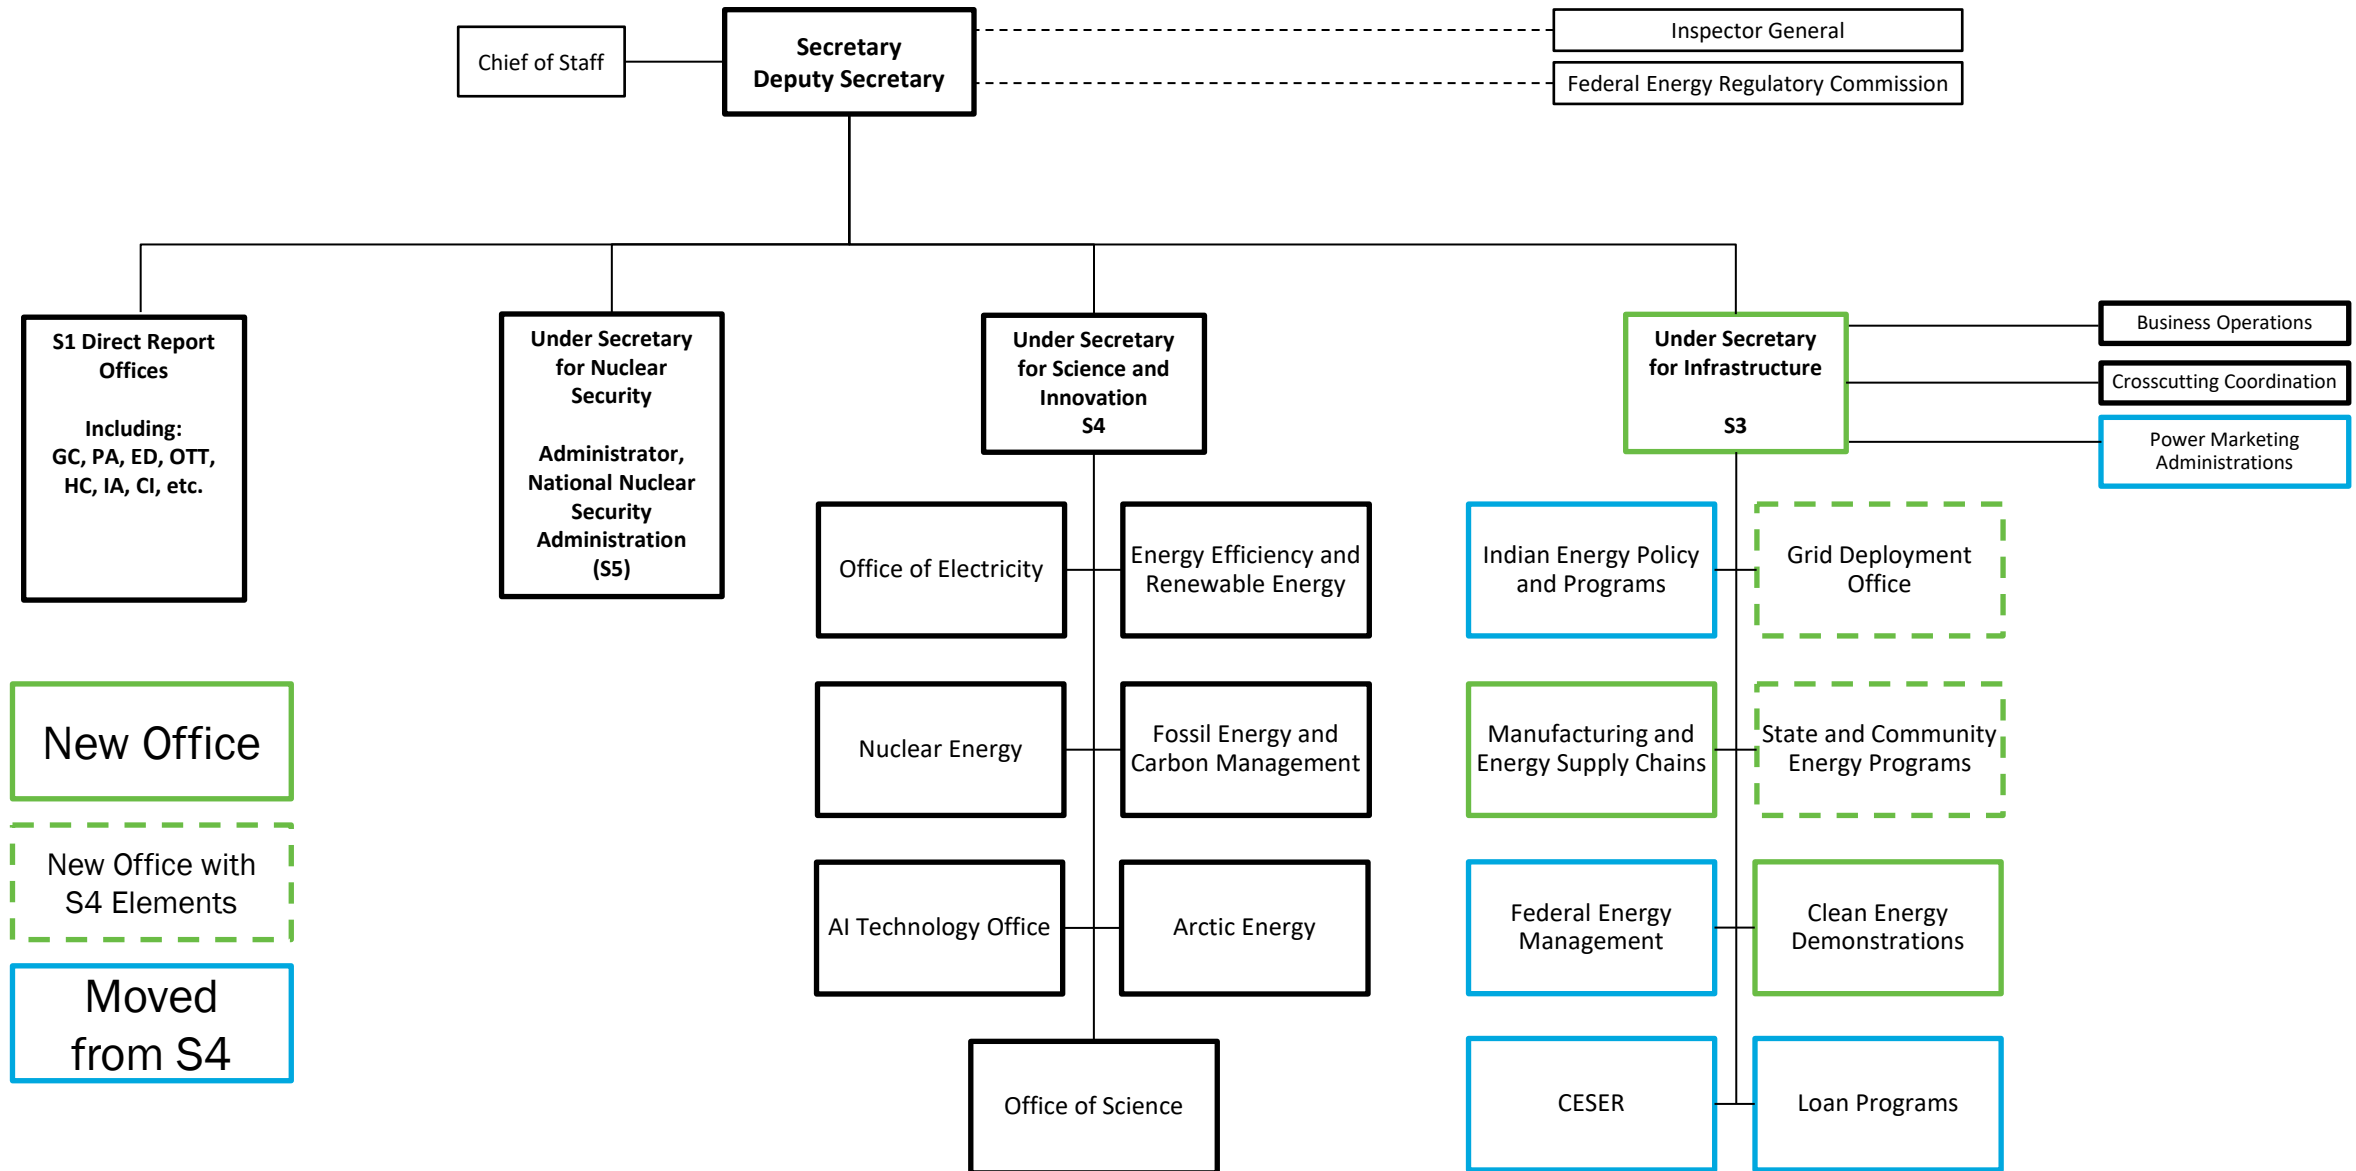 Chief of Staff
Secretary
Deputy Secretary
Inspector General
Federal Energy Regulatory Commission
S1 Direct Report
Offices
Including:
GC, PA, ED, OTT,
HC, IA, CI, etc.
Under Secretary
for Nuclear
Security
Administrator,
National Nuclear
Security
Administration
(S5)
Under Secretary
for Science and
Innovation
S4
Under Secretary
for Infrastructure
S3
Business Operations
Crosscutting Coordination
Power Marketing
Administrations
Office of Electricity
Energy Efficiency and
Renewable Energy
Indian Energy Policy
and Programs
Grid Deployment
Office
New Office
Nuclear Energy
Fossil Energy and
Carbon Management
Manufacturing and
Energy Supply Chains
State and Community
Energy Programs
New Office with
S4 Elements
AI Technology Office
Arctic Energy
Federal Energy
Management
Clean Energy
Demonstrations
Moved
from S4
Office of Science
CESER
Loan Programs